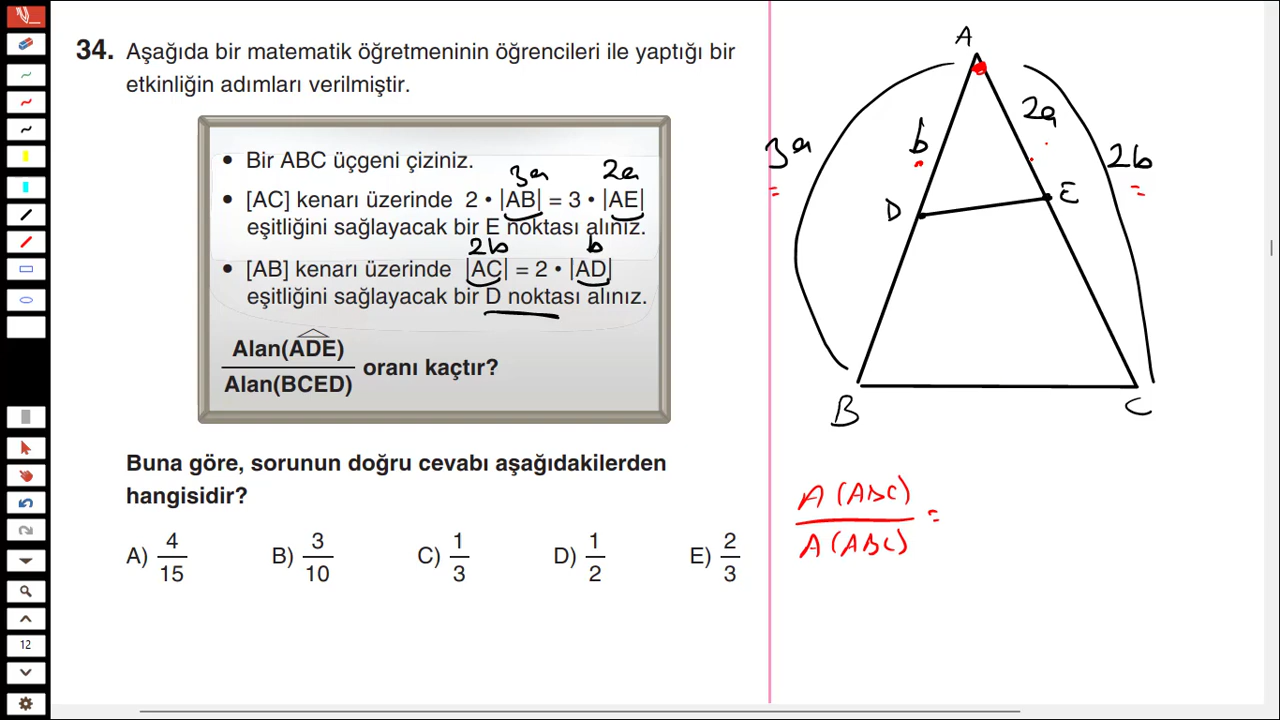 34. Aşağıda bir matematik öğretmeninin öğrencileri ile yaptığı bir
etkinliğin adımları verilmiştir.
• Bir ABC üçgeni çiziniz.
3a 2a
• [AC] kenarı üzerinde 2 • |AB| = 3 • |AE|
eşitliğini sağlayacak bir E noktası alınız.
2b b
• [AB] kenarı üzerinde |AC| = 2 • |AD|
eşitliğini sağlayacak bir D noktası alınız.
Alan(ADE)
Alan(BCED)
oranı kaçtır?
Buna göre, sorunun doğru cevabı aşağıdakilerden
hangisidir?
A) 4/15 B) 3/10 C) 1/3 D) 1/2 E) 2/3
A
3a b 2a 2b
D E
B C
A(ABC)
A(ABC)
=
12